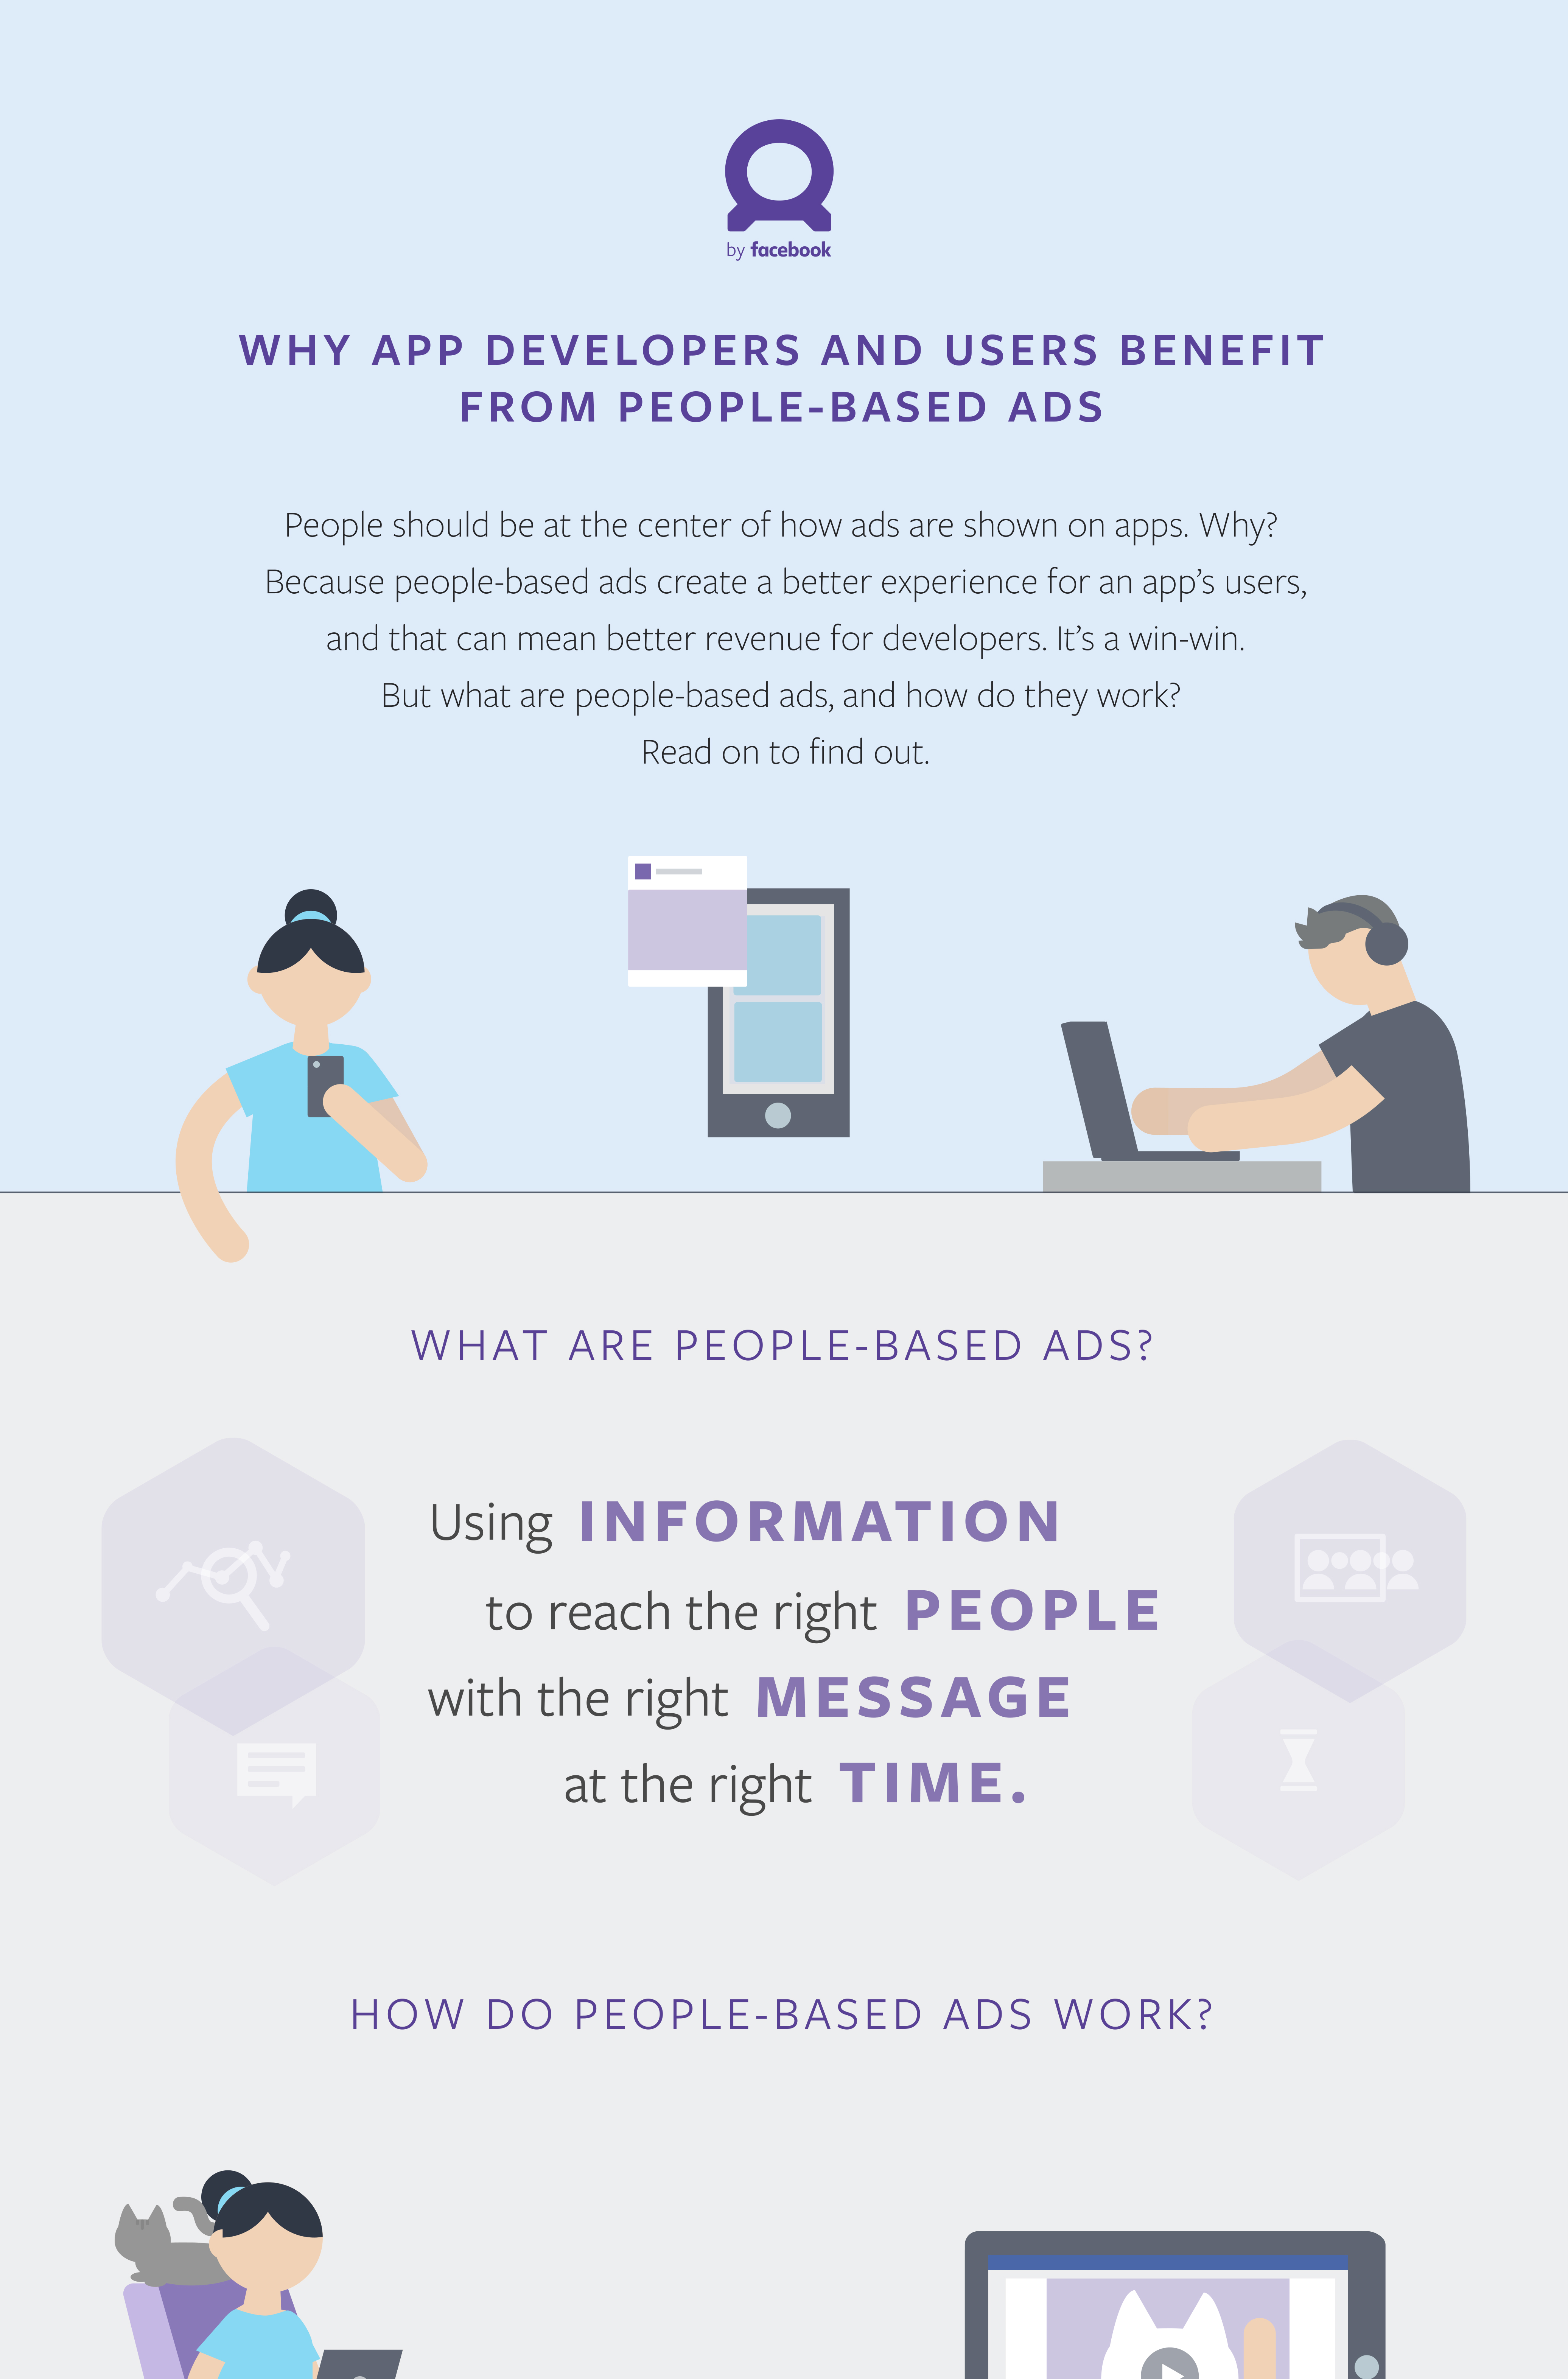 by facebook
WHY APP DEVELOPERS AND USERS BENEFIT
FROM PEOPLE-BASED ADS
People should be at the center of how ads are shown on apps. Why?
Because people-based ads create a better experience for an app’s users,
and that can mean better revenue for developers. It’s a win-win.
But what are people-based ads, and how do they work?
Read on to find out.
WHAT ARE PEOPLE-BASED ADS?
Using INFORMATION
to reach the right PEOPLE
with the right MESSAGE
at the right TIME.
HOW DO PEOPLE-BASED ADS WORK?